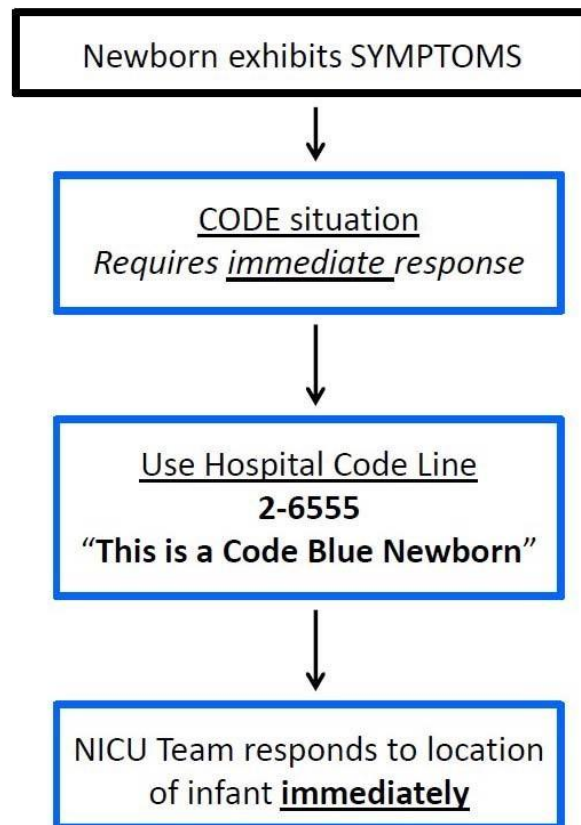 Newborn exhibits SYMPTOMS
CODE situation
Requires immediate response
Use Hospital Code Line
2-6555
“This is a Code Blue Newborn”
NICU Team responds to location
of infant immediately